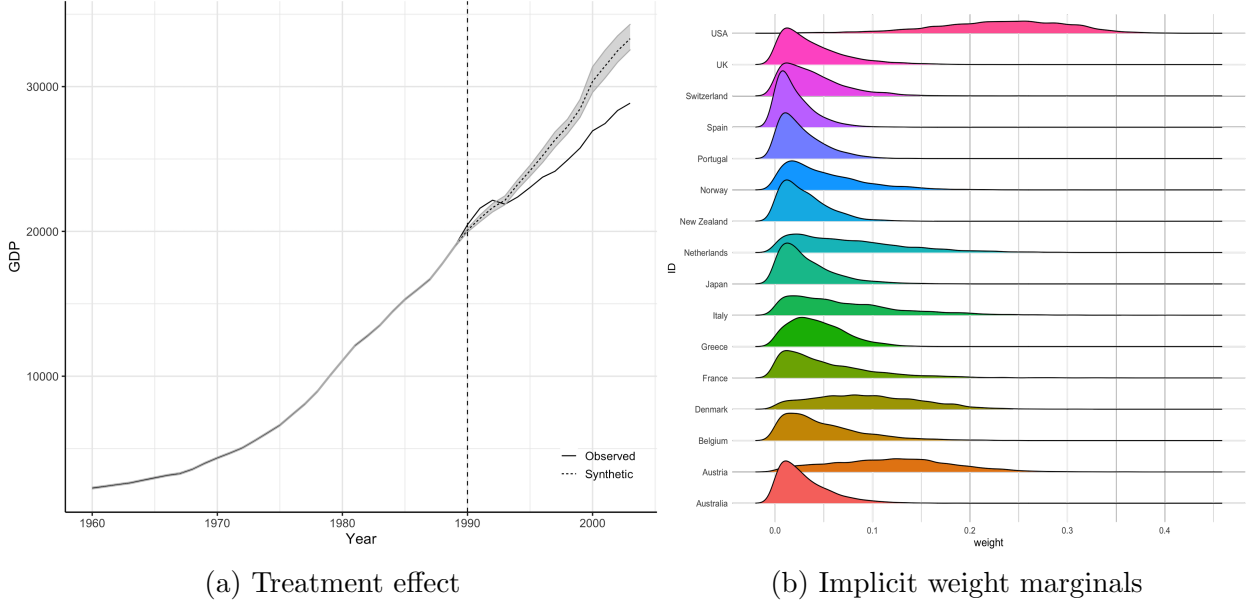 GDP
30000
20000
10000
1960
1970
1980
1990
2000
Year
Observed
Synthetic
(a) Treatment effect
ID
USA
UK
Switzerland
Spain
Portugal
Norway
New Zealand
Netherlands
Japan
Italy
Greece
France
Denmark
Belgium
Austria
Australia
0.0
0.1
0.2
0.3
0.4
weight
(b) Implicit weight marginals